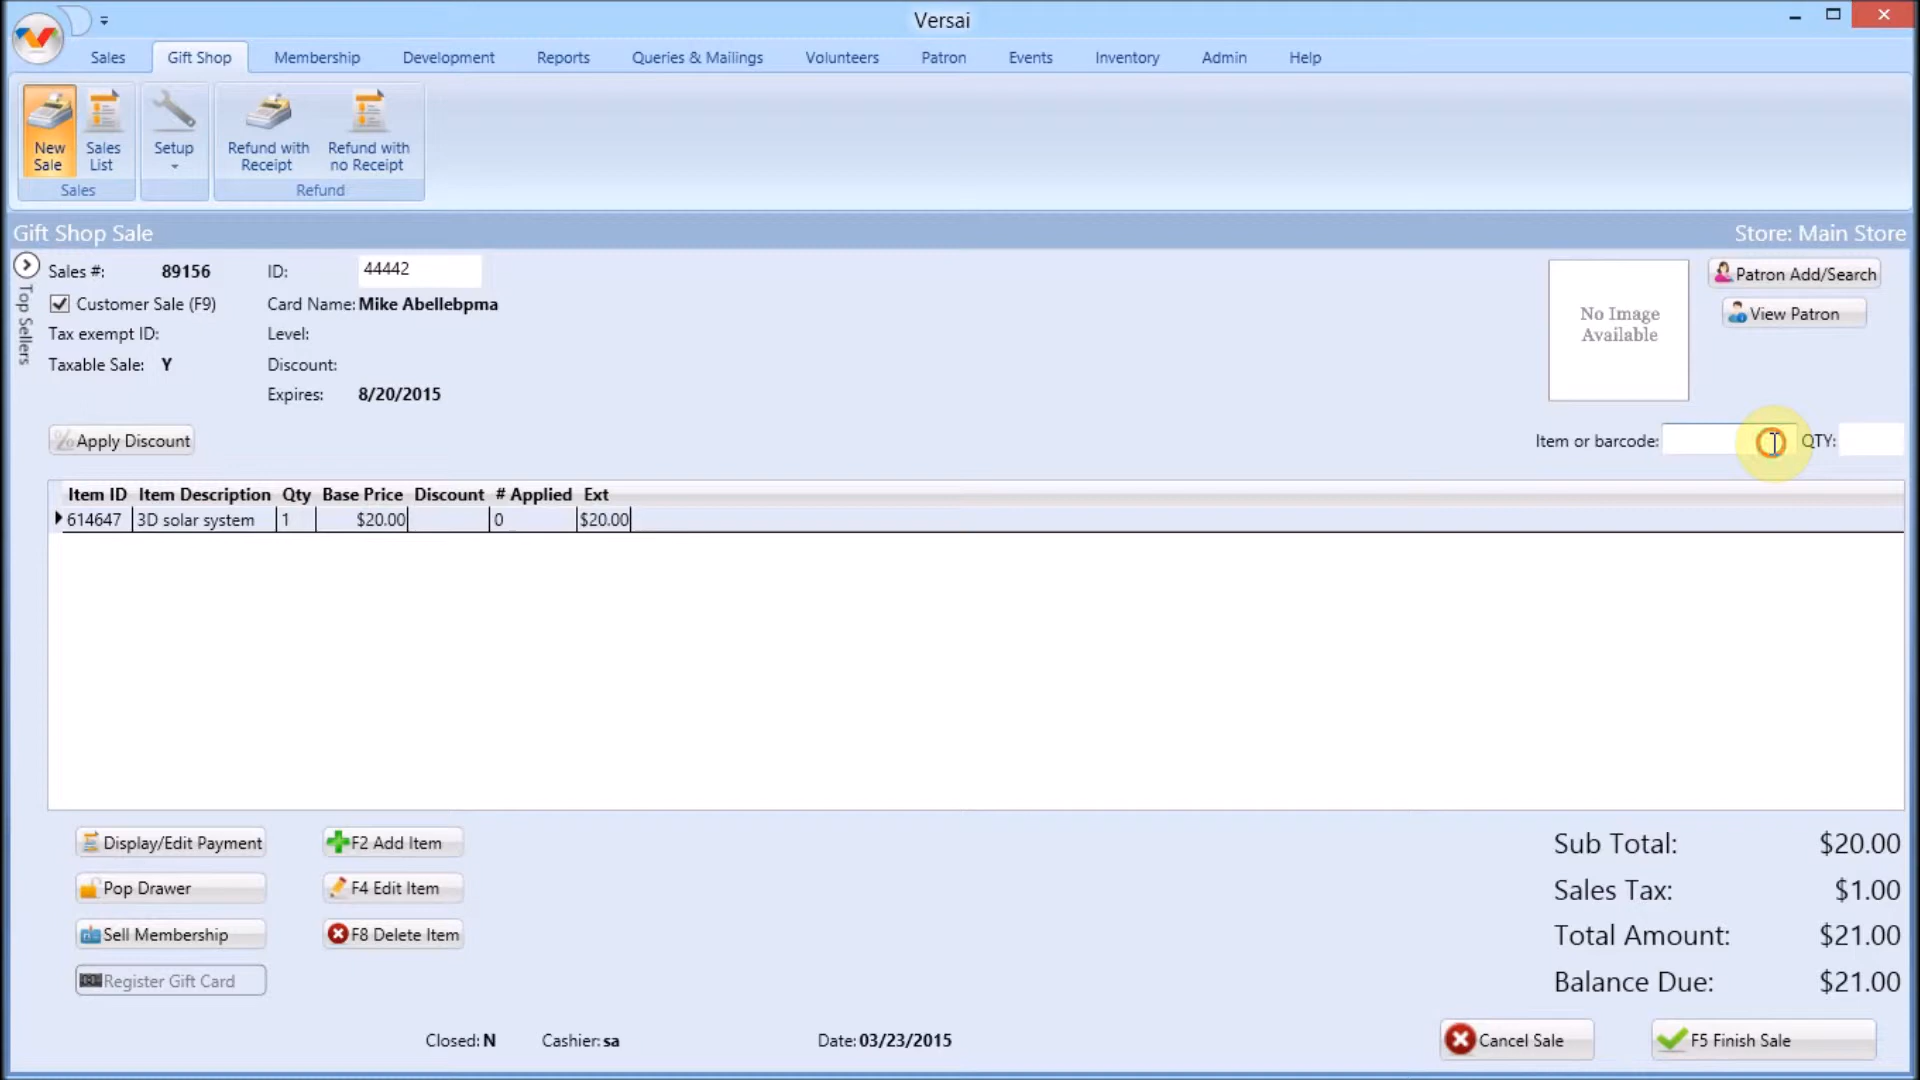 Versai
Sales Gift Shop Membership Development Reports Queries & Mailings Volunteers Patron Events Inventory Admin Help
New Sale
Sales List
Setup
Refund with Receipt
Refund with no Receipt
Sales
Refund
Gift Shop Sale Store: Main Store
Top Sellers
Sales #: 89156 ID: 44442
Customer Sale (F9) Card Name: Mike Abellebpma
Tax exempt ID: Level:
Taxable Sale: Y Discount:
Expires: 8/20/2015
No Image Available
Patron Add/Search
View Patron
Apply Discount Item or barcode: QTY:
Item ID Item Description Qty Base Price Discount # Applied Ext
614647 3D solar system 1 $20.00 0 $20.00
Display/Edit Payment F2 Add Item Sub Total: $20.00
Pop Drawer F4 Edit Item Sales Tax: $1.00
Sell Membership F8 Delete Item Total Amount: $21.00
Register Gift Card Balance Due: $21.00
Closed: N Cashier: sa Date: 03/23/2015 Cancel Sale F5 Finish Sale